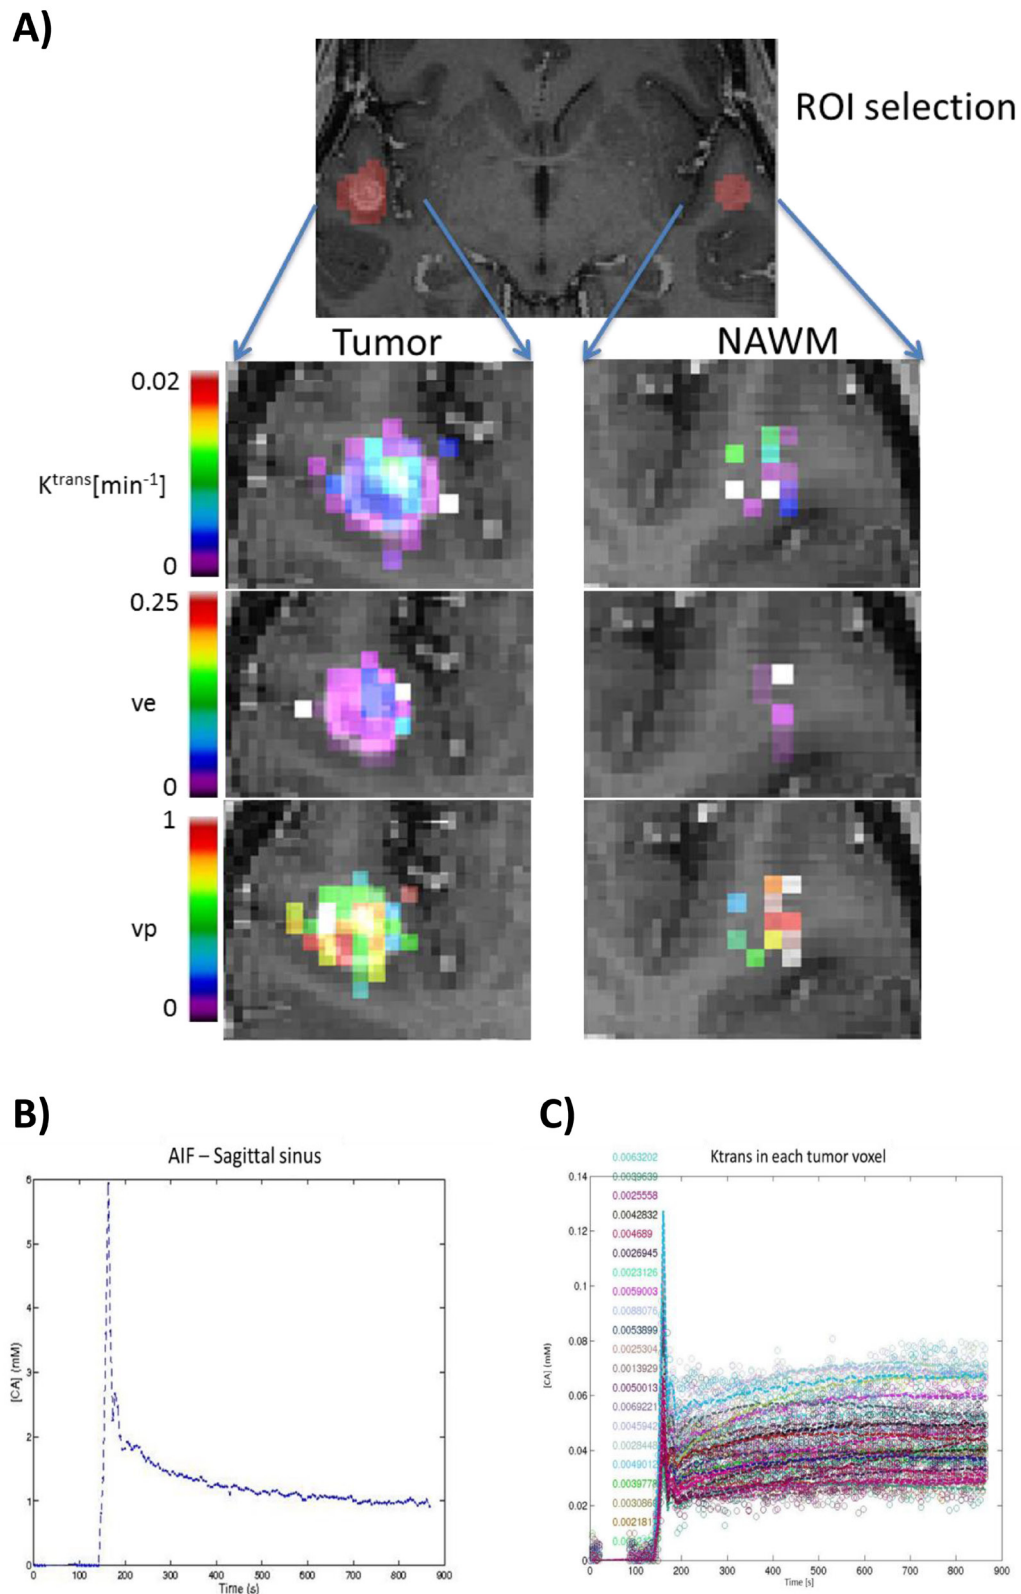 A)
ROI selection
Tumor
NAWM
0.02
Ktrans[min-1]
0
0.25
ve
0
1
vp
0
B)
C)
AIF – Sagittal sinus
6
5
4
3
2
1
0
[CA] (mM)
0 100 200 300 400 500 600 700 800 900
Time (s)
Ktrans in each tumor voxel
0.0063202
0.0039639
0.0025558
0.0042832
0.004689
0.0026945
0.0023126
0.0059003
0.0088076
0.0053899
0.0025304
0.0013929
0.0050013
0.0069221
0.0045942
0.0028448
0.0049012
0.0039778
0.0030860
0.002181
0.14
0.12
0.1
0.08
0.06
0.04
0.02
0
[CA] (mM)
0 100 200 300 400 500 600 700 800 900
Time [s]